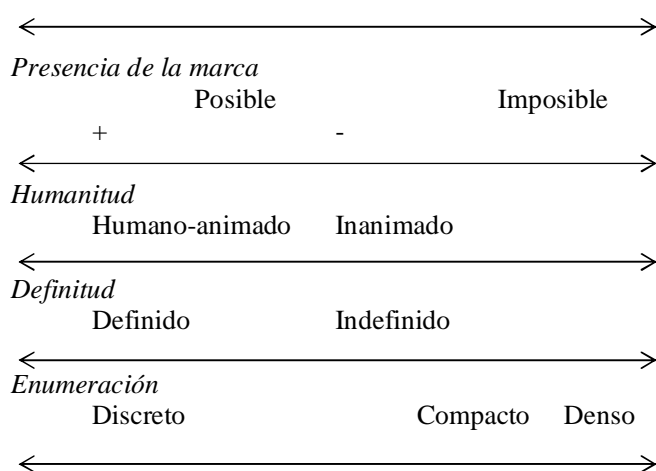 Presencia de la marca
Posible Imposible
+ -
Humanitud
Humano-animado Inanimado
Definitud
Definido Indefinido
Enumeración
Discreto Compacto Denso